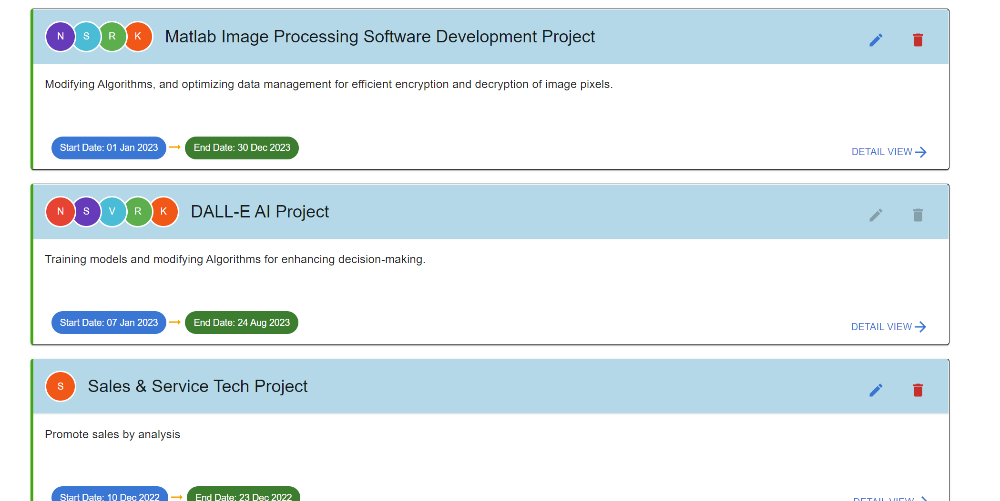 N S R K Matlab Image Processing Software Development Project
Modifying Algorithms, and optimizing data management for efficient encryption and decryption of image pixels.
Start Date: 01 Jan 2023 End Date: 30 Dec 2023
DETAIL VIEW
N S V R K DALL-E AI Project
Training models and modifying Algorithms for enhancing decision-making.
Start Date: 07 Jan 2023 End Date: 24 Aug 2023
DETAIL VIEW
S Sales & Service Tech Project
Promote sales by analysis
Start Date: 10 Dec 2022 End Date: 23 Dec 2022
DETAIL VIEW